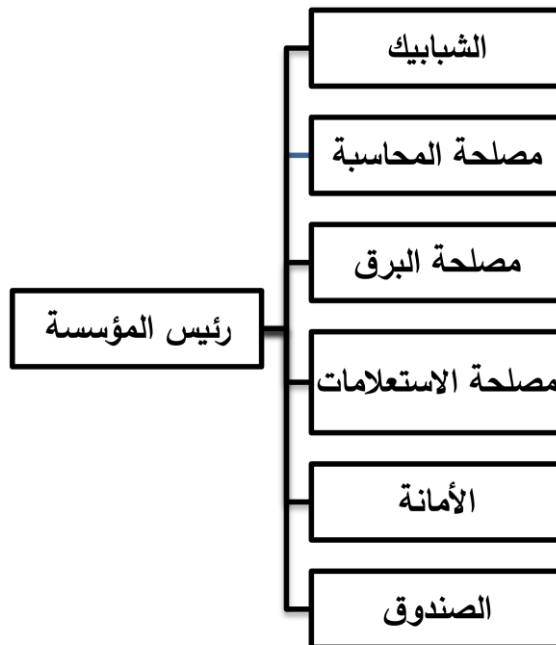 الشبابيك
مصلحة المحاسبة
مصلحة البرق
رئيس المؤسسة
مصلحة الاستعلامات
الأمانة
الصندوق